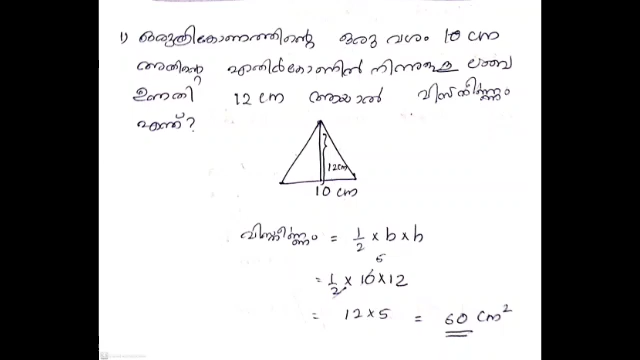 1) ഒരു ത്രികോണത്തിന്റെ ഒരു വശം 10 cm
അതിന്റെ എതിർകോണിൽ നിന്നുള്ള ലംബ
ഉന്നതി 12 cm ആയാൽ വിസ്തീർണ്ണം
എന്ത്?
12cm
10 cm
വിസ്തീർണ്ണം = 1/2 × b × h
5
= 1/2 × 10 × 12
= 12 × 5 = 60 cm²